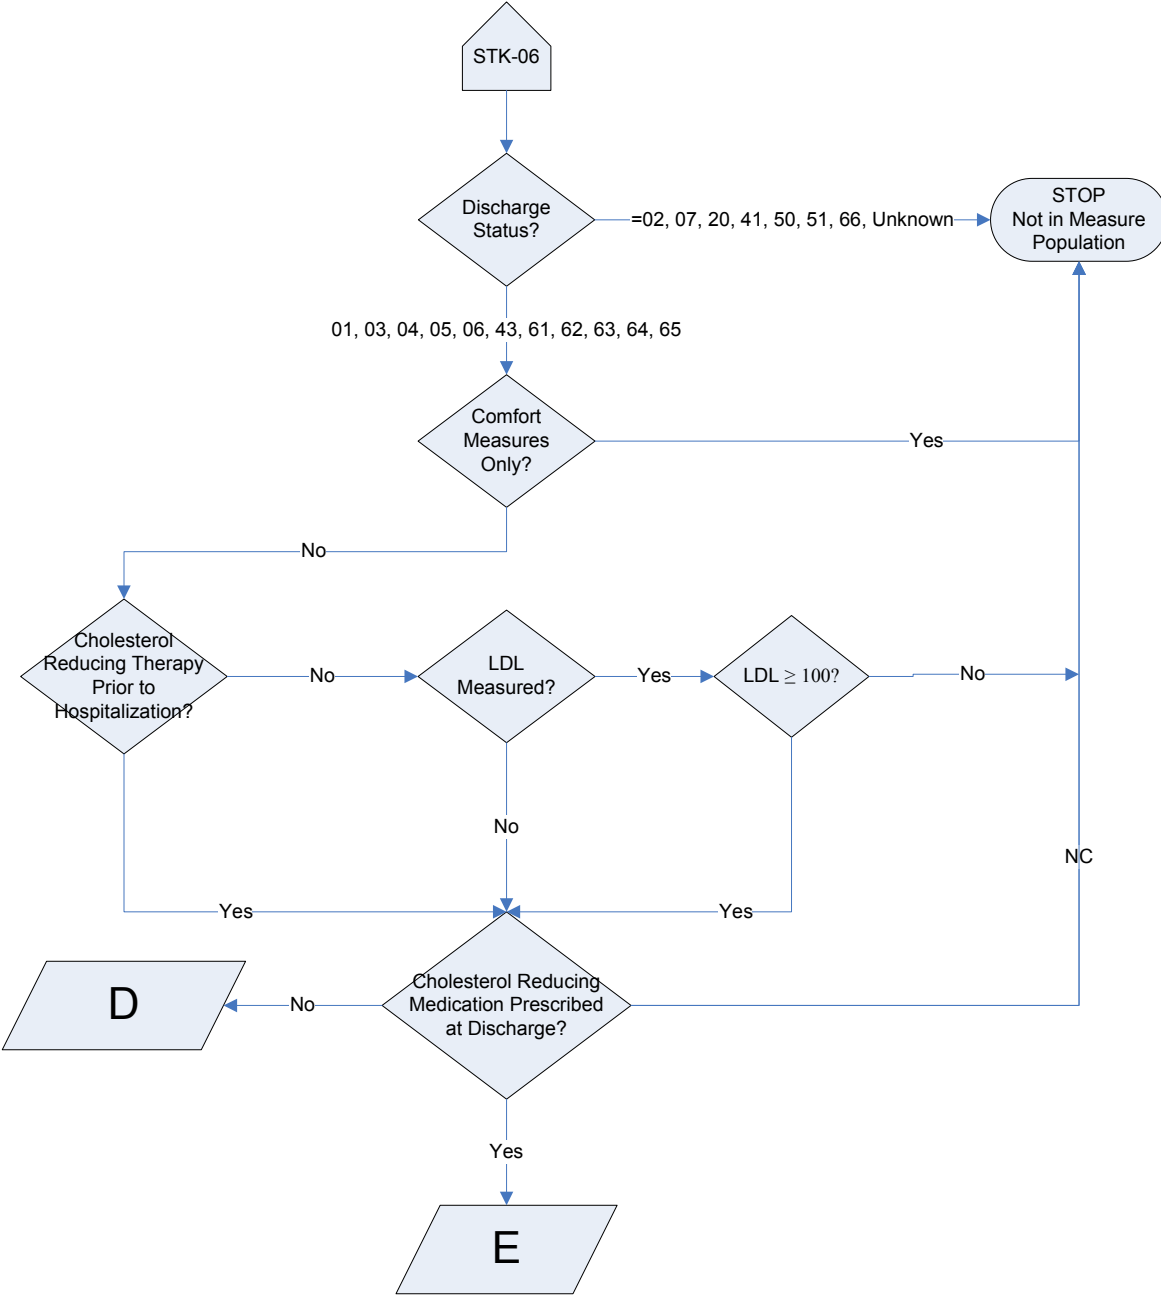 STK-06
Discharge
Status?
=02, 07, 20, 41, 50, 51, 66, Unknown
STOP
Not in Measure
Population
01, 03, 04, 05, 06, 43, 61, 62, 63, 64, 65
Comfort
Measures
Only?
Yes
No
Cholesterol
Reducing Therapy
Prior to
Hospitalization?
No
LDL
Measured?
Yes
LDL ≥ 100?
No
No
NC
Yes
Yes
Cholesterol Reducing
Medication Prescribed
at Discharge?
No
D
Yes
E